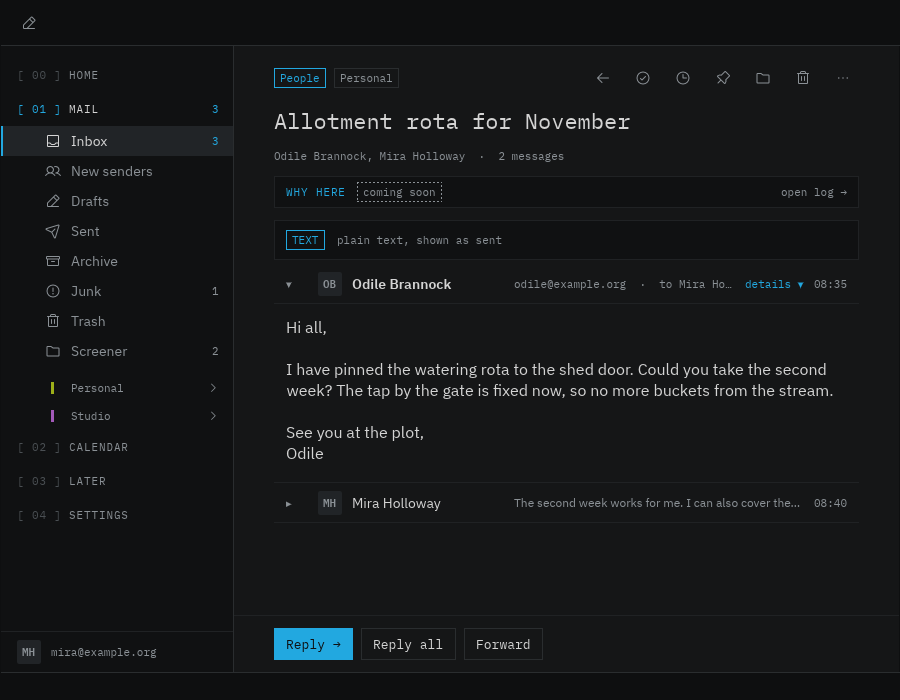 [ 00 ] HOME
[ 01 ] MAIL 3
Inbox 3
New senders
Drafts
Sent
Archive
Junk 1
Trash
Screener 2
Personal
Studio
[ 02 ] CALENDAR
[ 03 ] LATER
[ 04 ] SETTINGS
MH mira@example.org
People Personal
Allotment rota for November
Odile Brannock, Mira Holloway · 2 messages
WHY HERE coming soon open log →
TEXT plain text, shown as sent
▾ OB Odile Brannock odile@example.org · to Mira Ho… details ▾ 08:35
Hi all,
I have pinned the watering rota to the shed door. Could you take the second
week? The tap by the gate is fixed now, so no more buckets from the stream.
See you at the plot,
Odile
▸ MH Mira Holloway The second week works for me. I can also cover the… 08:40
Reply → Reply all Forward